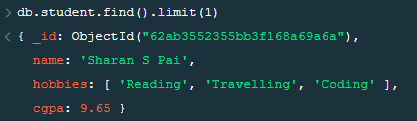 > db.student.find().limit(1)
< { _id: ObjectId("62ab3552355bb3f168a69a6a"),
name: 'Sharan S Pai',
hobbies: [ 'Reading', 'Travelling', 'Coding' ],
cgpa: 9.65 }